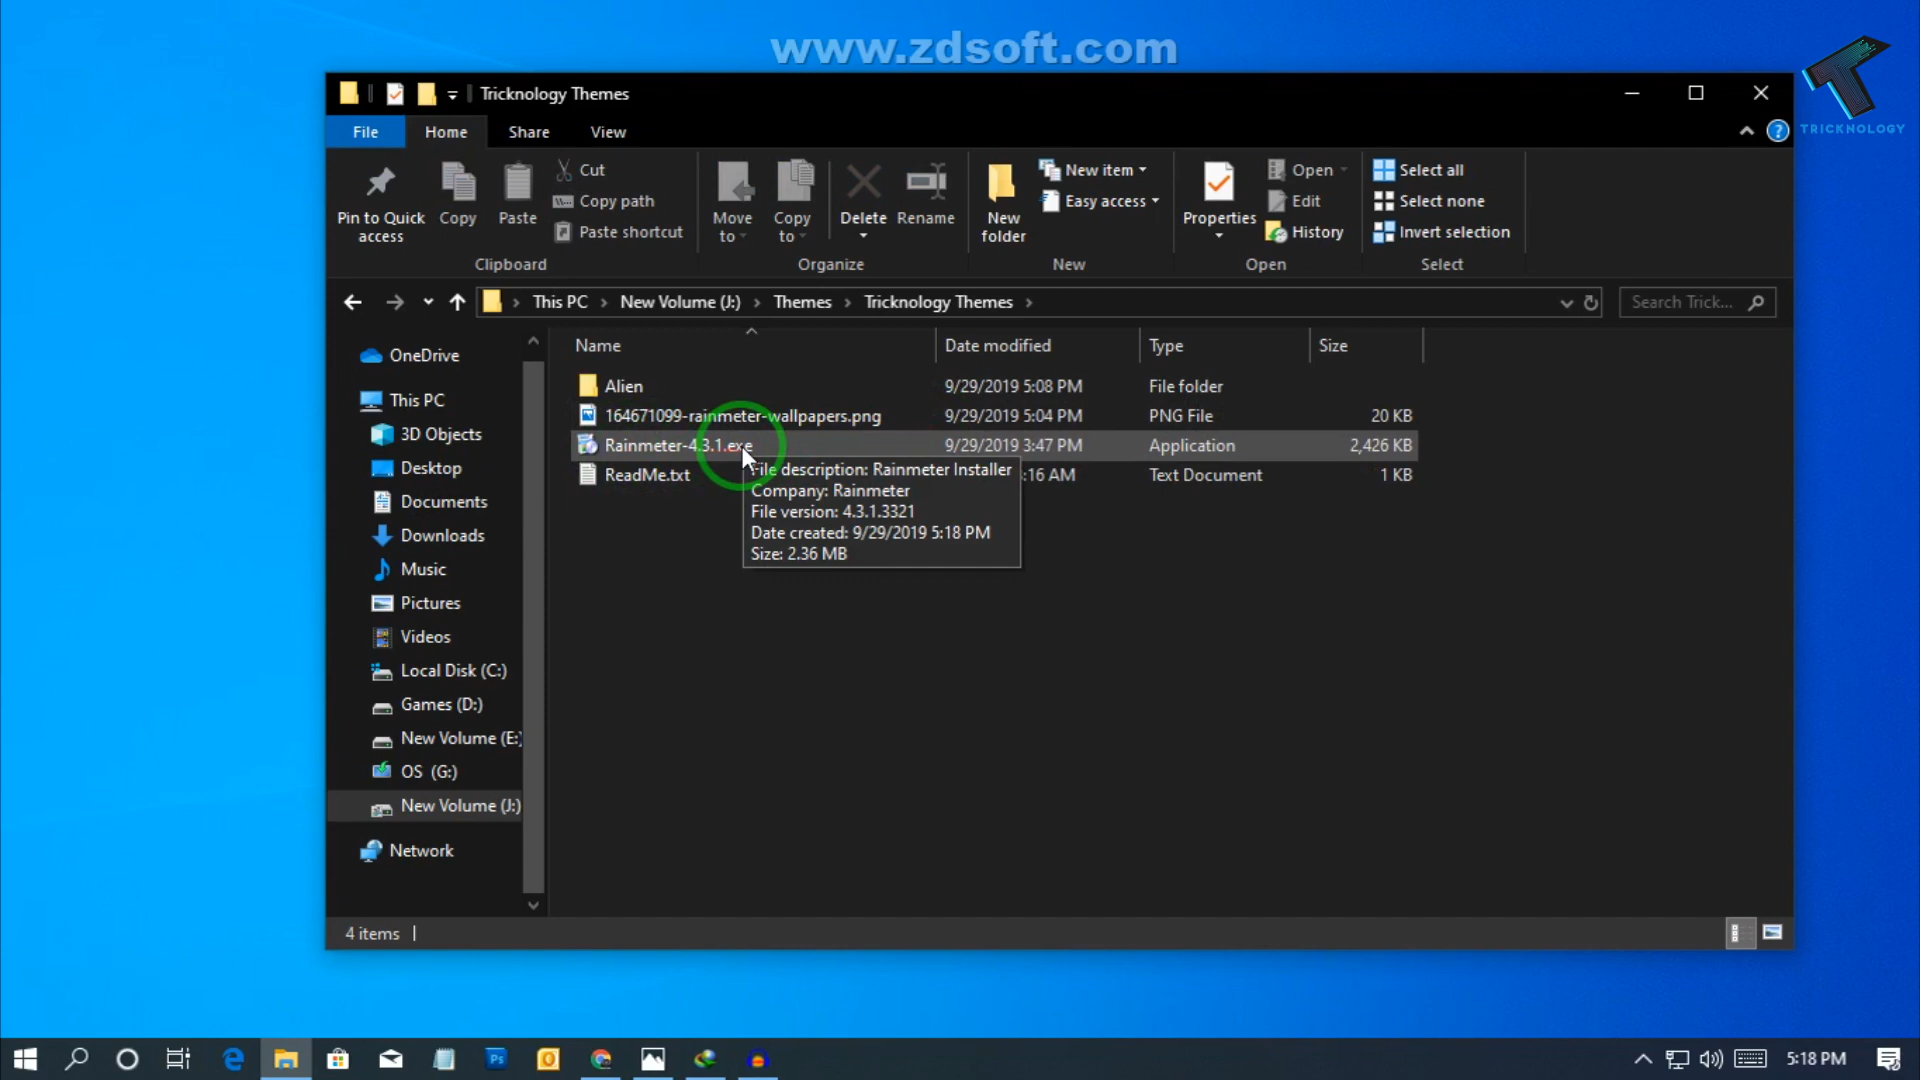 www.zdsoft.com
TRICKNOLOGY
Tricknology Themes
File Home Share View
Pin to Quick access
Copy
Paste
Cut
Copy path
Paste shortcut
Clipboard
Move to
Copy to
Delete
Rename
Organize
New folder
New item
Easy access
New
Properties
Open
Edit
History
Open
Select all
Select none
Invert selection
Select
This PC > New Volume (J:) > Themes > Tricknology Themes >
Search Trick...
OneDrive
This PC
3D Objects
Desktop
Documents
Downloads
Music
Pictures
Videos
Local Disk (C:)
Games (D:)
New Volume (E:)
OS (G:)
New Volume (J:)
Network
Name Date modified Type Size
Alien 9/29/2019 5:08 PM File folder
164671099-rainmeter-wallpapers.png 9/29/2019 5:04 PM PNG File 20 KB
Rainmeter-4.3.1.exe 9/29/2019 3:47 PM Application 2,426 KB
ReadMe.txt :16 AM Text Document 1 KB
File description: Rainmeter Installer
Company: Rainmeter
File version: 4.3.1.3321
Date created: 9/29/2019 5:18 PM
Size: 2.36 MB
4 items
Ps
5:18 PM